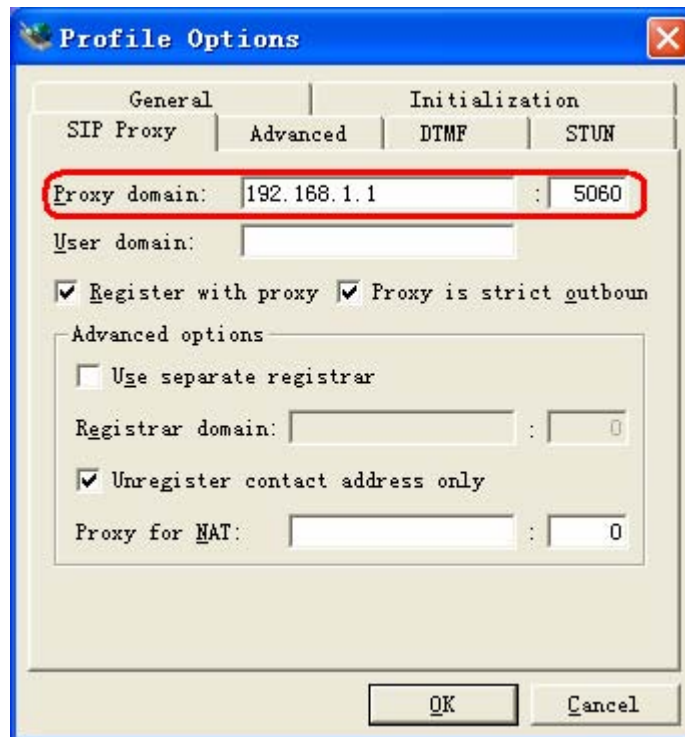 Profile Options
General Initialization
SIP Proxy Advanced DTMF STUN
Proxy domain: 192.168.1.1 : 5060
User domain:
Register with proxy Proxy is strict outboun
Advanced options
Use separate registrar
Registrar domain: : 0
Unregister contact address only
Proxy for NAT: : 0
OK Cancel